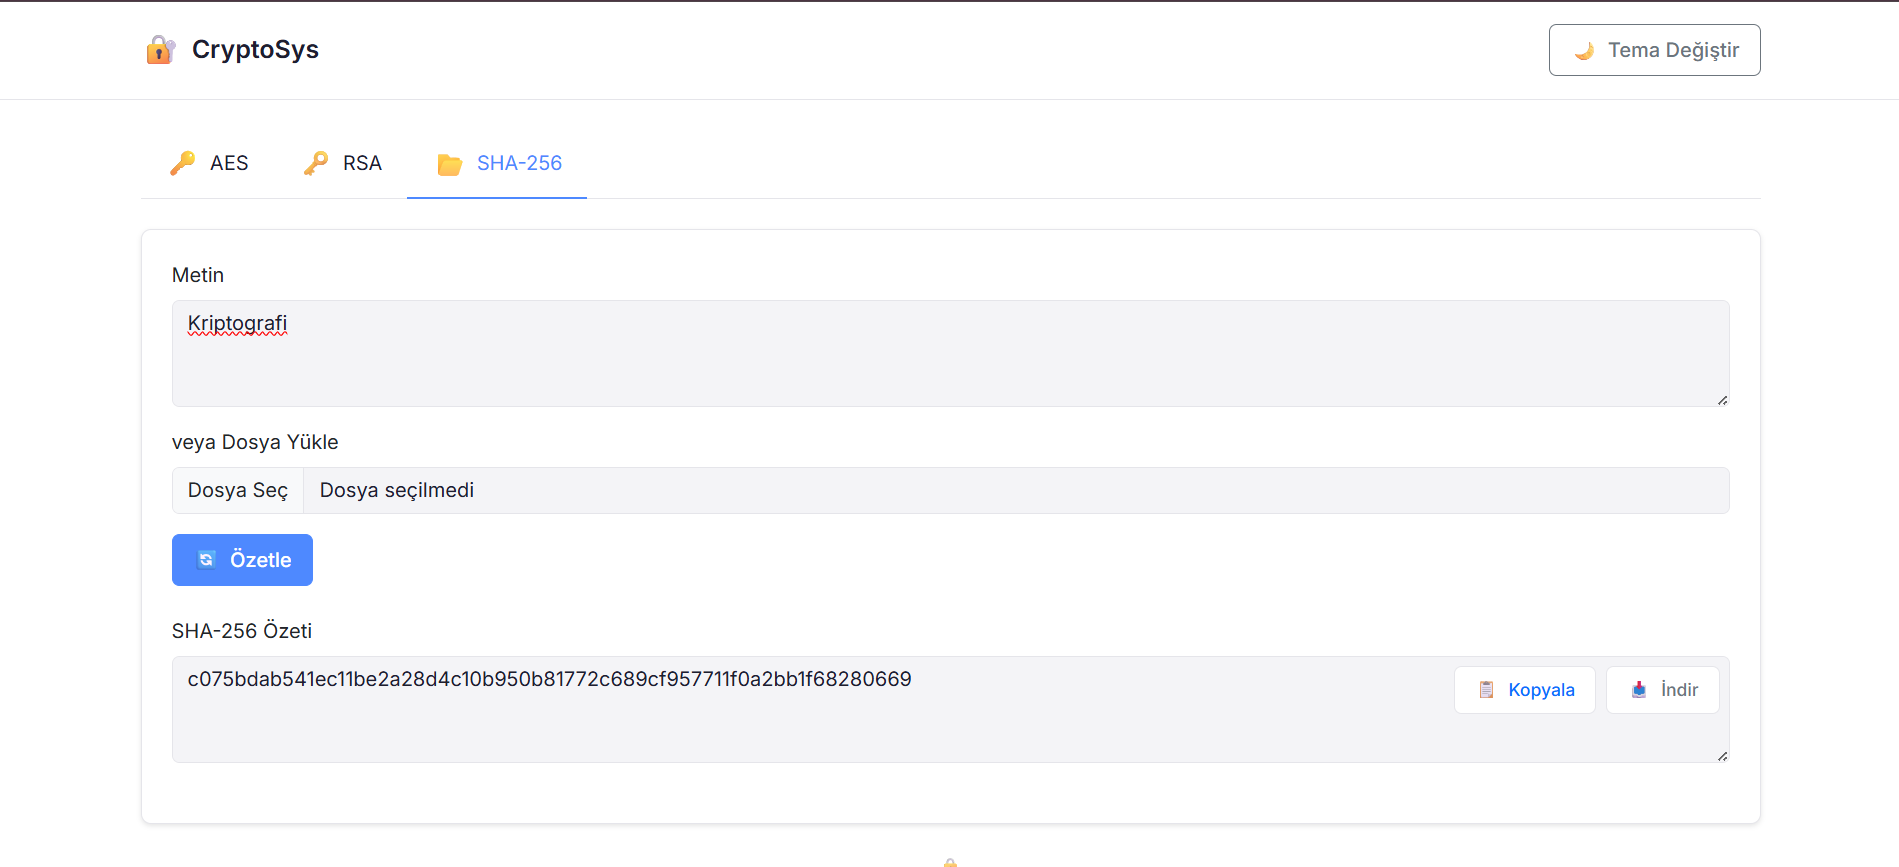 CryptoSys
Tema Değiştir
AES
RSA
SHA-256
Metin
Kriptografi
veya Dosya Yükle
Dosya Seç
Dosya seçilmedi
Özetle
SHA-256 Özeti
c075bdab541ec11be2a28d4c10b950b81772c689cf957711f0a2bb1f68280669
Kopyala
İndir